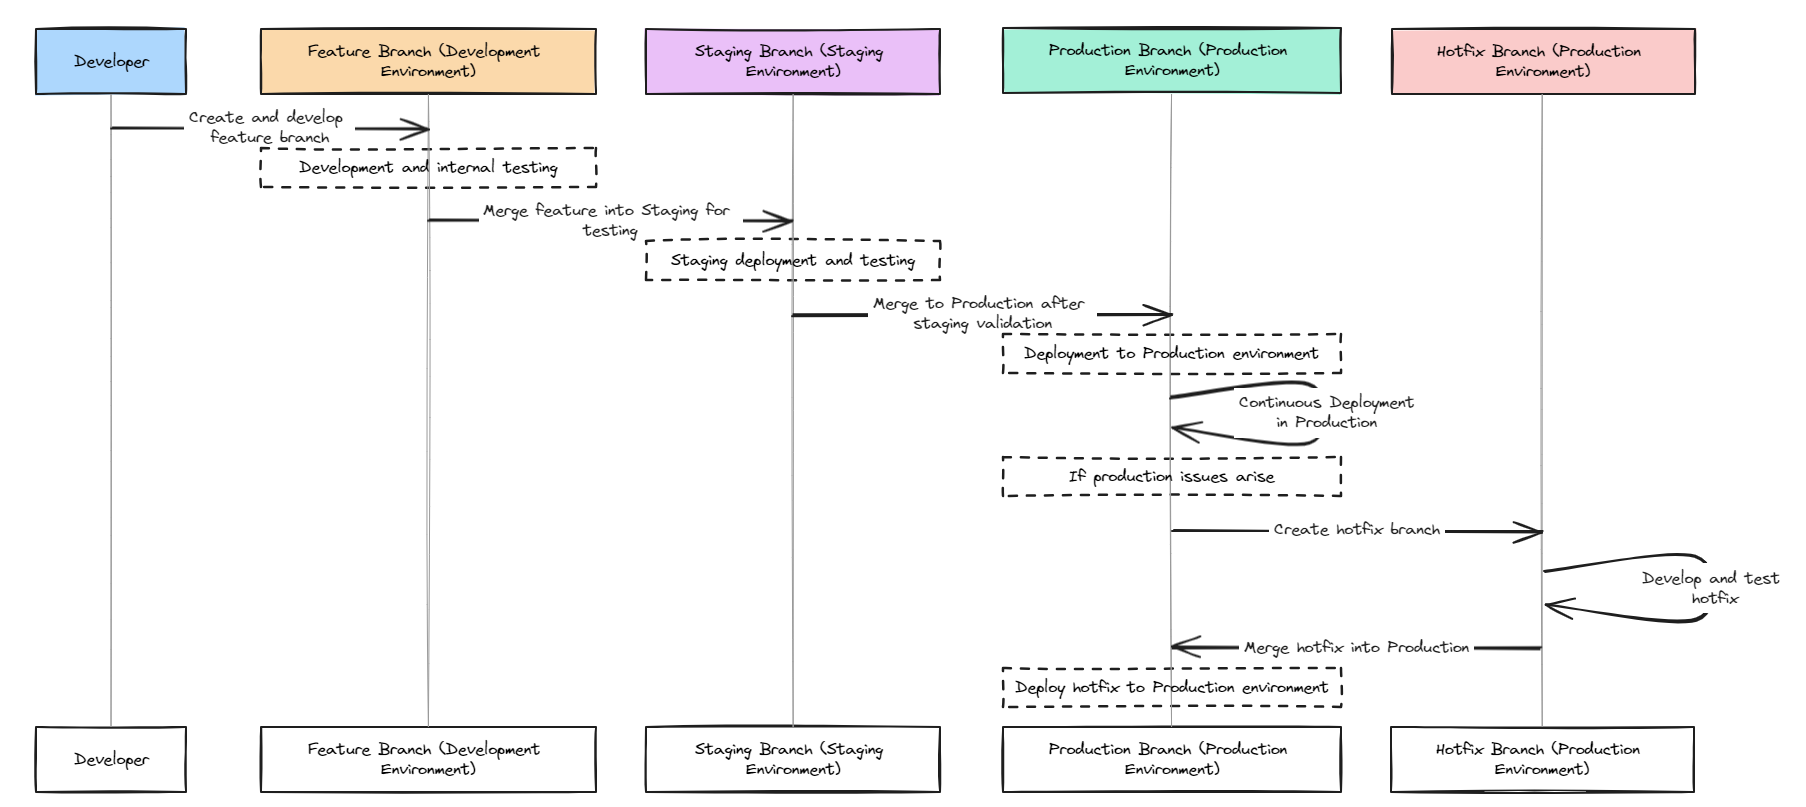 Developer
Feature Branch (Development
Environment)
Staging Branch (Staging
Environment)
Production Branch (Production
Environment)
Hotfix Branch (Production
Environment)
Create and develop
feature branch
Development and internal testing
Merge feature into Staging for
testing
Staging deployment and testing
Merge to Production after
staging validation
Deployment to Production environment
Continuous Deployment
in Production
If production issues arise
Create hotfix branch
Develop and test
hotfix
Merge hotfix into Production
Deploy hotfix to Production environment
Developer
Feature Branch (Development
Environment)
Staging Branch (Staging
Environment)
Production Branch (Production
Environment)
Hotfix Branch (Production
Environment)